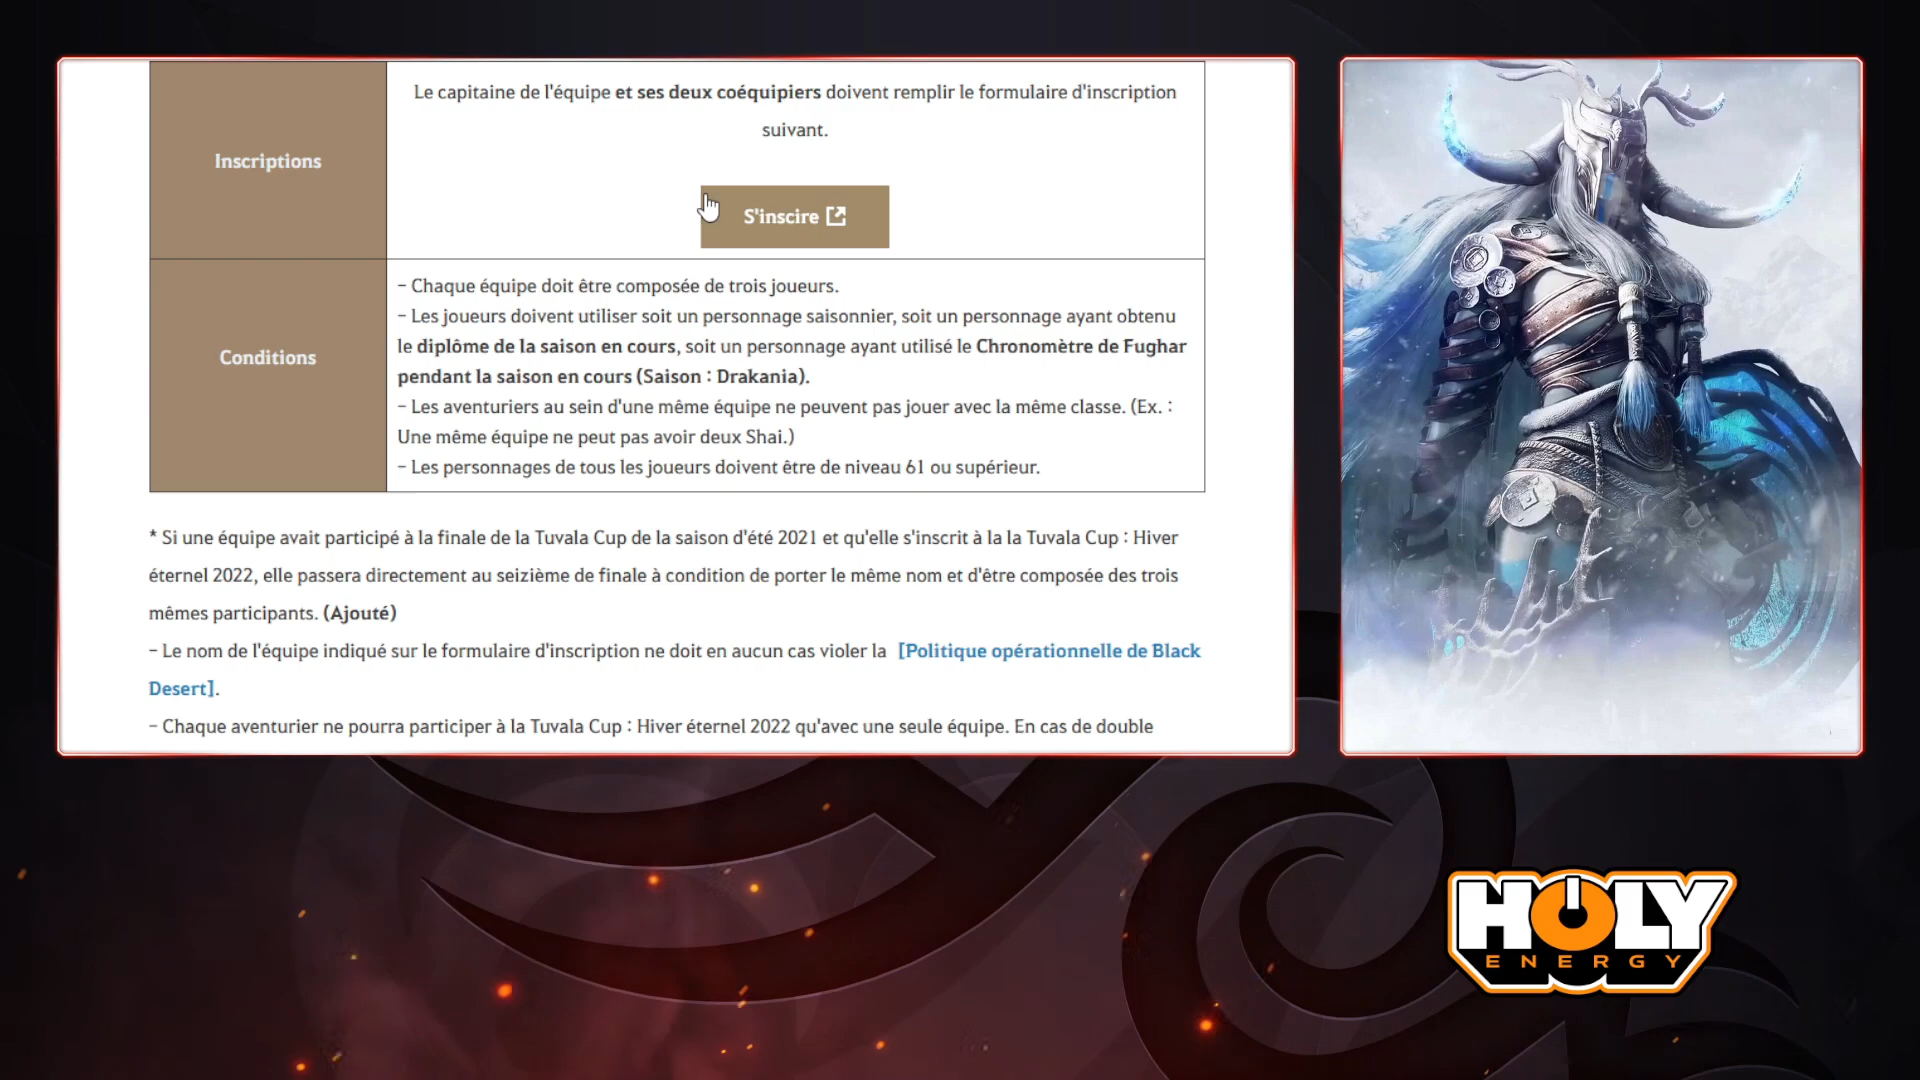 Le capitaine de l'équipe et ses deux coéquipiers doivent remplir le formulaire d'inscription
suivant.
Inscriptions
S'inscire
Conditions
– Chaque équipe doit être composée de trois joueurs.
– Les joueurs doivent utiliser soit un personnage saisonnier, soit un personnage ayant obtenu
le diplôme de la saison en cours, soit un personnage ayant utilisé le Chronomètre de Fughar
pendant la saison en cours (Saison : Drakania).
– Les aventuriers au sein d'une même équipe ne peuvent pas jouer avec la même classe. (Ex. :
Une même équipe ne peut pas avoir deux Shai.)
– Les personnages de tous les joueurs doivent être de niveau 61 ou supérieur.
* Si une équipe avait participé à la finale de la Tuvala Cup de la saison d'été 2021 et qu'elle s'inscrit à la la Tuvala Cup : Hiver
éternel 2022, elle passera directement au seizième de finale à condition de porter le même nom et d'être composée des trois
mêmes participants. (Ajouté)
– Le nom de l'équipe indiqué sur le formulaire d'inscription ne doit en aucun cas violer la [Politique opérationnelle de Black
Desert].
– Chaque aventurier ne pourra participer à la Tuvala Cup : Hiver éternel 2022 qu'avec une seule équipe. En cas de double
HOLY
ENERGY